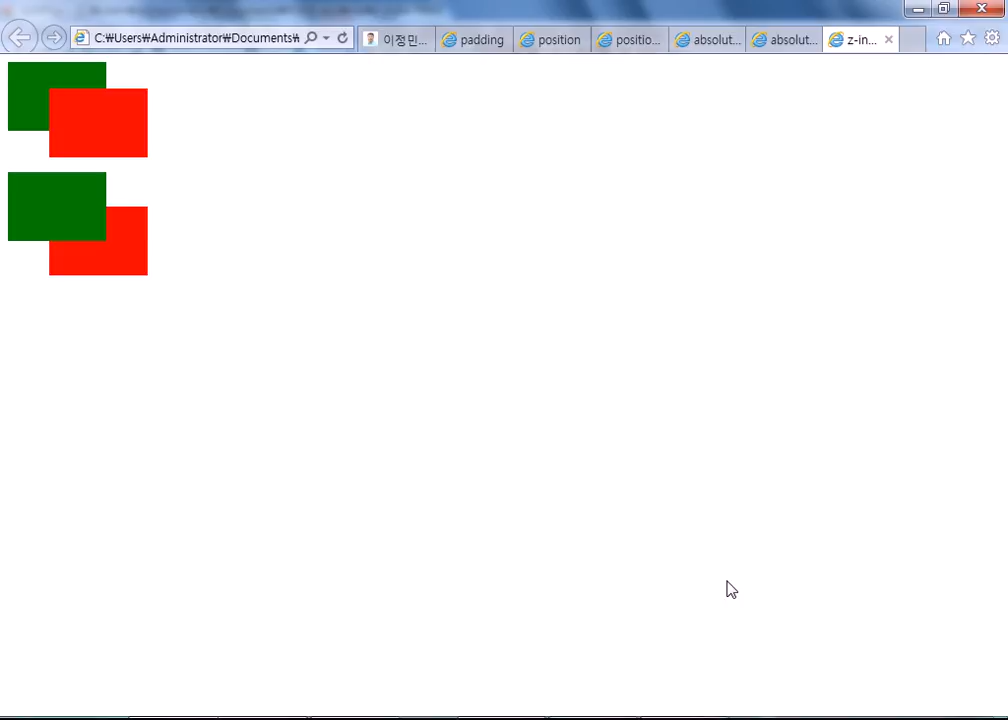 C:₩Users₩Administrator₩Documents₩
이정민...
padding
position
positio...
absolut...
absolut...
z-in...